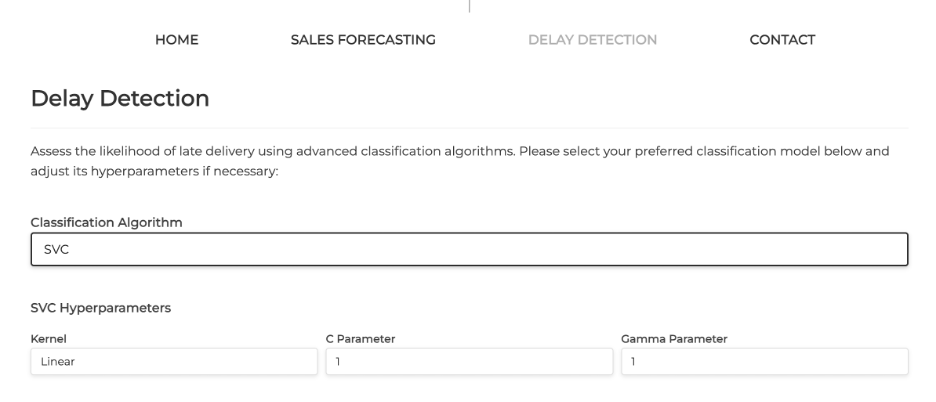 HOME SALES FORECASTING DELAY DETECTION CONTACT
Delay Detection
Assess the likelihood of late delivery using advanced classification algorithms. Please select your preferred classification model below and
adjust its hyperparameters if necessary:
Classification Algorithm
SVC
SVC Hyperparameters
Kernel C Parameter Gamma Parameter
Linear 1 1